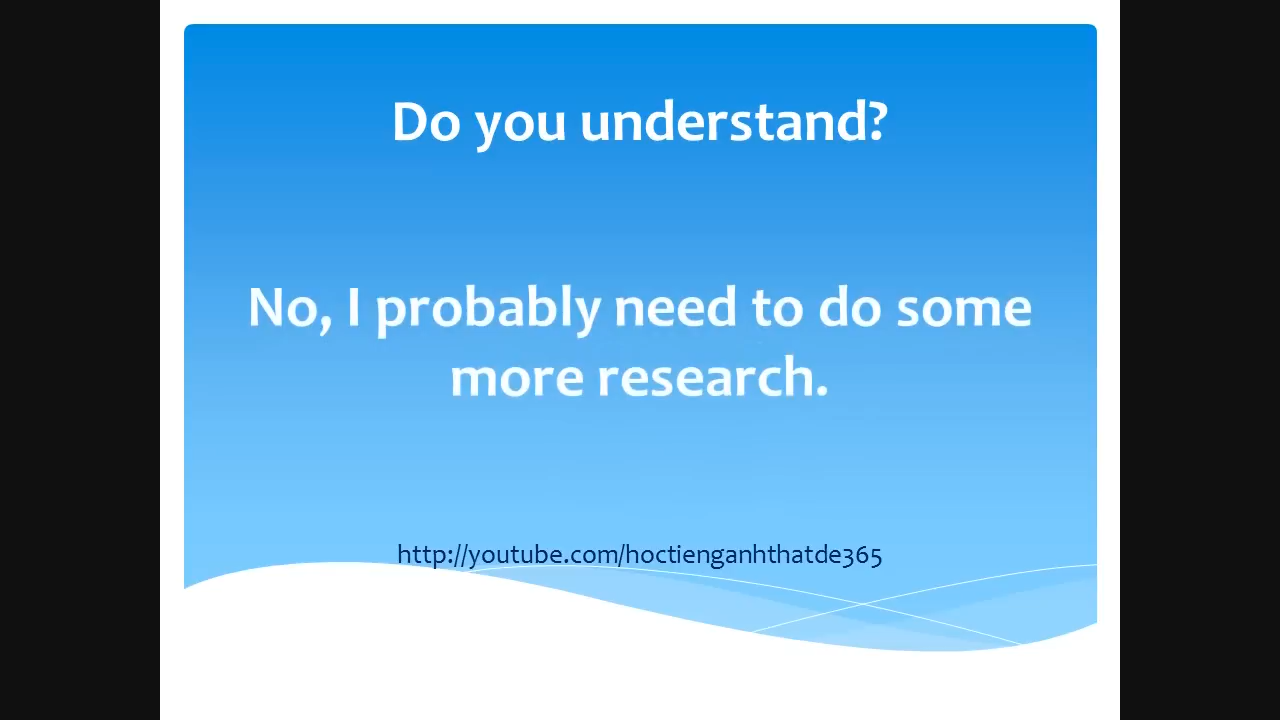 Do you understand?
No, I probably need to do some
more research.
http://youtube.com/hoctienganhthatde365